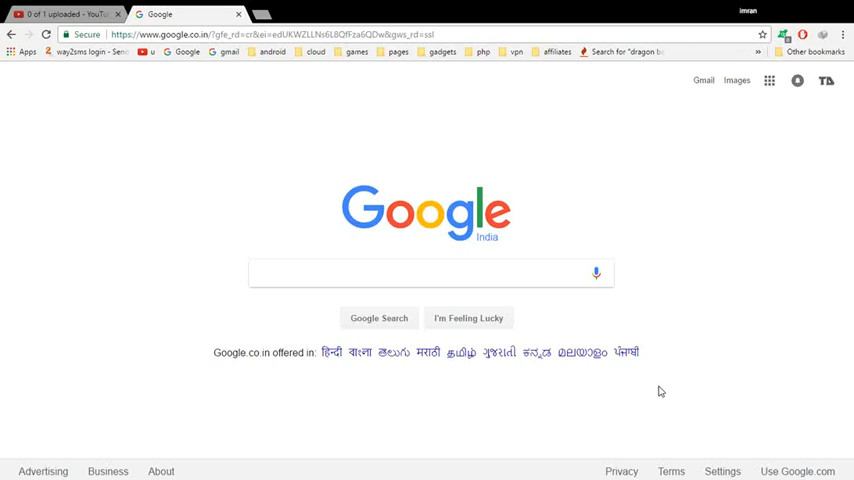 imran
0 of 1 uploaded - YouTu
Google
Secure
https://www.google.co.in/?gfe_rd=cr&ei=edUKWZLLNs6L8QfFza6QDw&gws_rd=ssl
Apps way2sms login - Send u Google gmail android cloud games pages gadgets php vpn affiliates Search for "dragon ba » Other bookmarks
Gmail Images
Google
India
Google Search I'm Feeling Lucky
Google.co.in offered in: हिन्दी বাংলা తెలుగు मराठी தமிழ் ગુજરાતી ಕನ್ನಡ മലയാളം ਪੰਜਾਬੀ
Advertising Business About Privacy Terms Settings Use Google.com